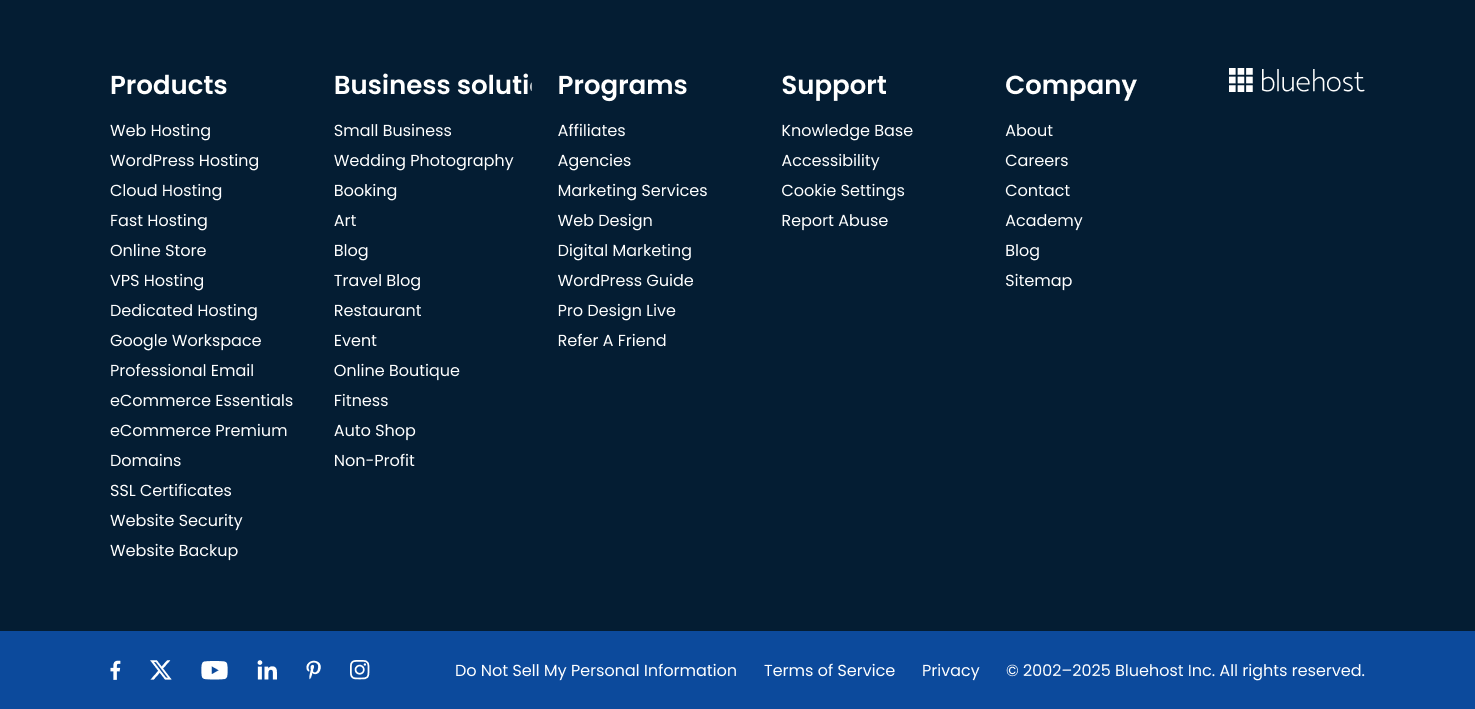 Products
Web Hosting
WordPress Hosting
Cloud Hosting
Fast Hosting
Online Store
VPS Hosting
Dedicated Hosting
Google Workspace
Professional Email
eCommerce Essentials
eCommerce Premium
Domains
SSL Certificates
Website Security
Website Backup
Business soluti
Small Business
Wedding Photography
Booking
Art
Blog
Travel Blog
Restaurant
Event
Online Boutique
Fitness
Auto Shop
Non-Profit
Programs
Affiliates
Agencies
Marketing Services
Web Design
Digital Marketing
WordPress Guide
Pro Design Live
Refer A Friend
Support
Knowledge Base
Accessibility
Cookie Settings
Report Abuse
Company
About
Careers
Contact
Academy
Blog
Sitemap
bluehost
Do Not Sell My Personal Information Terms of Service Privacy © 2002–2025 Bluehost Inc. All rights reserved.